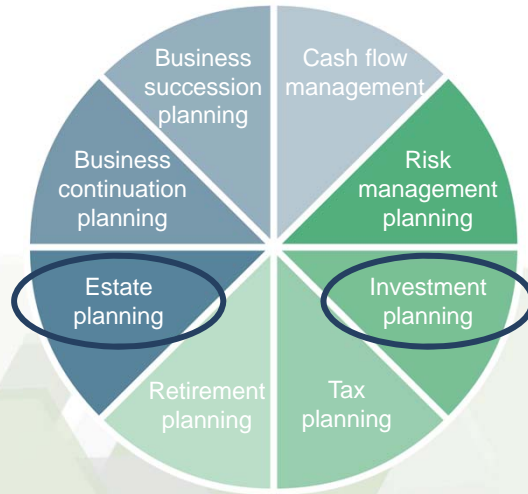 Business
succession
planning
Cash flow
management
Business
continuation
planning
Risk
management
planning
Estate
planning
Investment
planning
Retirement
planning
Tax
planning